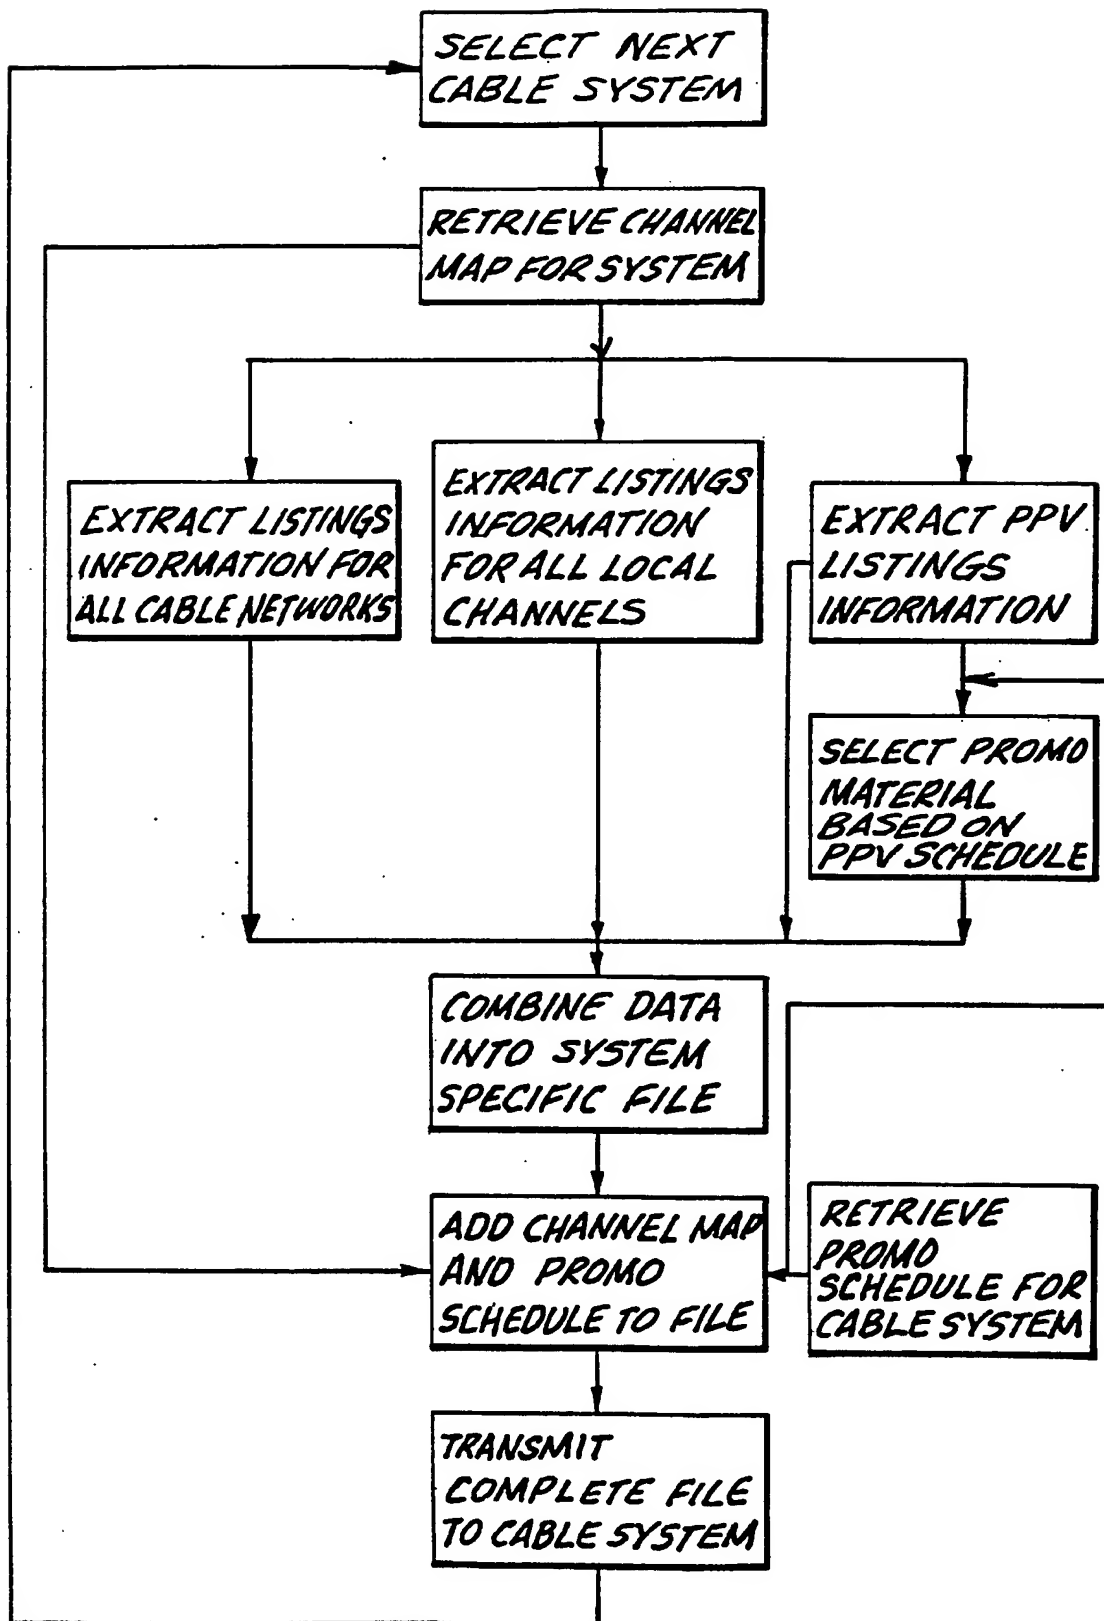 SELECT NEXT
CABLE SYSTEM
RETRIEVE CHANNEL
MAP FOR SYSTEM
EXTRACT LISTINGS
INFORMATION FOR
ALL CABLE NETWORKS
EXTRACT LISTINGS
INFORMATION
FOR ALL LOCAL
CHANNELS
EXTRACT PPV
LISTINGS
INFORMATION
SELECT PROMO
MATERIAL
BASED ON
PPV SCHEDULE
COMBINE DATA
INTO SYSTEM
SPECIFIC FILE
ADD CHANNEL MAP
AND PROMO
SCHEDULE TO FILE
RETRIEVE
PROMO
SCHEDULE FOR
CABLE SYSTEM
TRANSMIT
COMPLETE FILE
TO CABLE SYSTEM